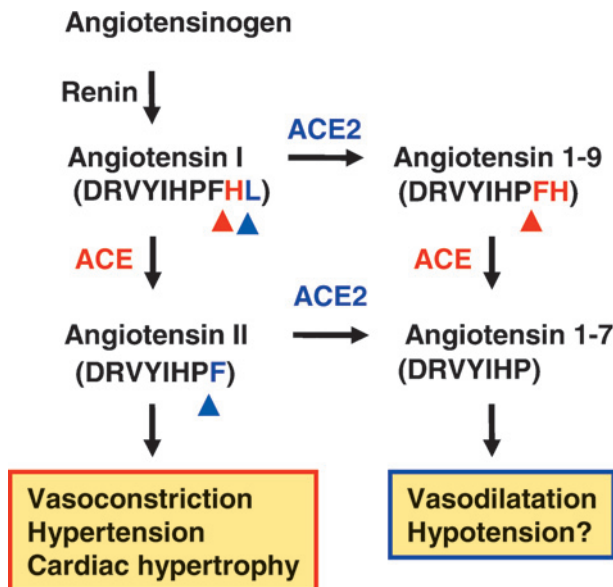 Angiotensinogen
Renin
ACE2
Angiotensin I
Angiotensin 1-9
(DRVYIHPFHL)
(DRVYIHPFH)
ACE
ACE
ACE2
Angiotensin II
Angiotensin 1-7
(DRVYIHPF)
(DRVYIHP)
Vasoconstriction
Hypertension
Cardiac hypertrophy
Vasodilatation
Hypotension?